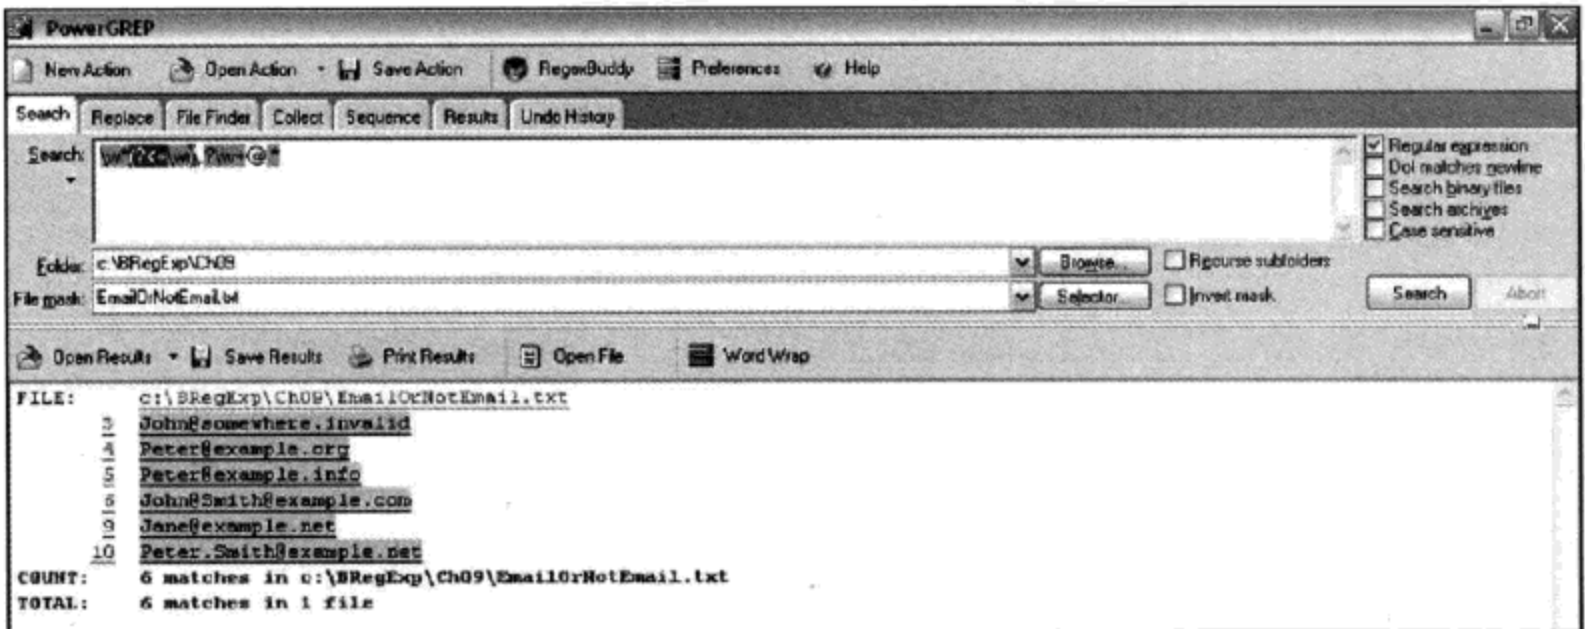 PowerGREP
New Action Open Action Save Action RegexBuddy Preferences Help
Search Replace File Finder Collect Sequence Results Undo History
Search: \w*(?<=\w)\.?\w+@.*
Regular expression
Dot matches newline
Search binary files
Search archives
Case sensitive
Folder: c:\BRegExp\Ch09 Browse... Recurse subfolders
File mask: EmailOrNotEmail.txt Selector... Invert mask Search Abort
Open Results Save Results Print Results Open File Word Wrap
FILE: c:\BRegExp\Ch09\EmailOrNotEmail.txt
3 John@somewhere.invalid
4 Peter@example.org
5 Peter@example.info
6 John@Smith@example.com
9 Jane@example.net
10 Peter.Smith@example.net
COUNT: 6 matches in c:\BRegExp\Ch09\EmailOrNotEmail.txt
TOTAL: 6 matches in 1 file